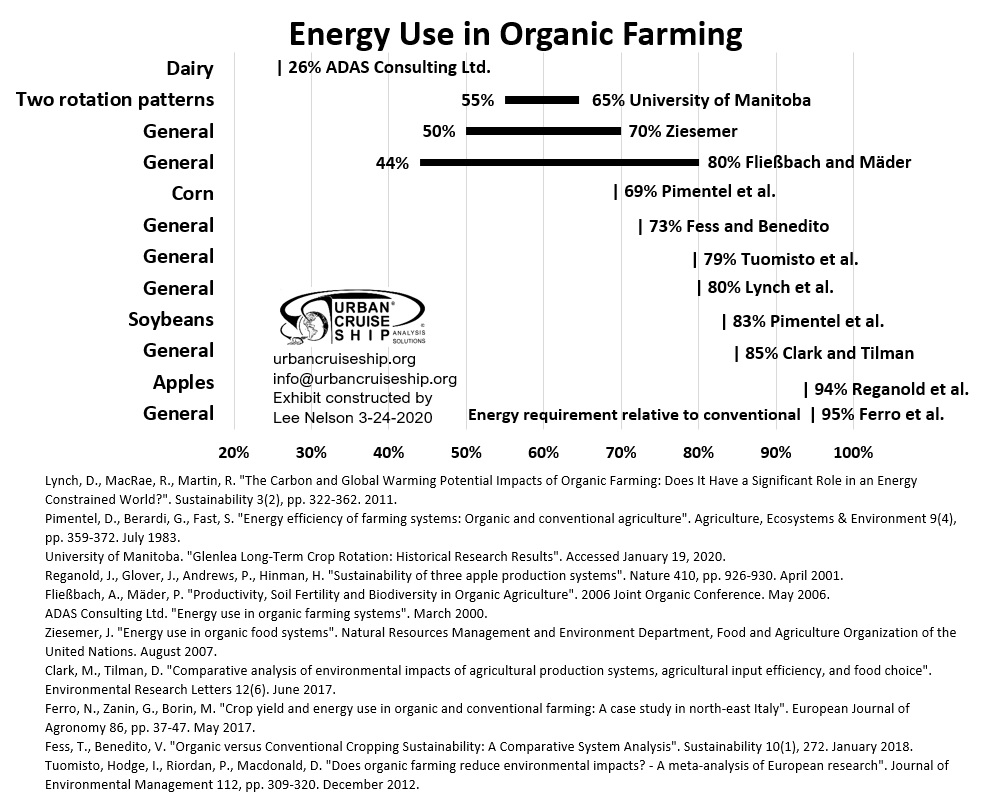 Energy Use in Organic Farming
Dairy | 26% ADAS Consulting Ltd.
Two rotation patterns 55% 65% University of Manitoba
General 50% 70% Ziesemer
General 44% 80% Fließbach and Mäder
Corn | 69% Pimentel et al.
General | 73% Fess and Benedito
General | 79% Tuomisto et al.
General | 80% Lynch et al.
Soybeans | 83% Pimentel et al.
General | 85% Clark and Tilman
Apples | 94% Reganold et al.
General Energy requirement relative to conventional | 95% Ferro et al.
URBAN®
CRUISE
SHIP ANALYSIS SOLUTIONS ®
urbancruiseship.org
info@urbancruiseship.org
Exhibit constructed by
Lee Nelson 3-24-2020
20% 30% 40% 50% 60% 70% 80% 90% 100%
Lynch, D., MacRae, R., Martin, R. "The Carbon and Global Warming Potential Impacts of Organic Farming: Does It Have a Significant Role in an Energy
Constrained World?". Sustainability 3(2), pp. 322-362. 2011.
Pimentel, D., Berardi, G., Fast, S. "Energy efficiency of farming systems: Organic and conventional agriculture". Agriculture, Ecosystems & Environment 9(4),
pp. 359-372. July 1983.
University of Manitoba. "Glenlea Long-Term Crop Rotation: Historical Research Results". Accessed January 19, 2020.
Reganold, J., Glover, J., Andrews, P., Hinman, H. "Sustainability of three apple production systems". Nature 410, pp. 926-930. April 2001.
Fließbach, A., Mäder, P. "Productivity, Soil Fertility and Biodiversity in Organic Agriculture". 2006 Joint Organic Conference. May 2006.
ADAS Consulting Ltd. "Energy use in organic farming systems". March 2000.
Ziesemer, J. "Energy use in organic food systems". Natural Resources Management and Environment Department, Food and Agriculture Organization of the
United Nations. August 2007.
Clark, M., Tilman, D. "Comparative analysis of environmental impacts of agricultural production systems, agricultural input efficiency, and food choice".
Environmental Research Letters 12(6). June 2017.
Ferro, N., Zanin, G., Borin, M. "Crop yield and energy use in organic and conventional farming: A case study in north-east Italy". European Journal of
Agronomy 86, pp. 37-47. May 2017.
Fess, T., Benedito, V. "Organic versus Conventional Cropping Sustainability: A Comparative System Analysis". Sustainability 10(1), 272. January 2018.
Tuomisto, Hodge, I., Riordan, P., Macdonald, D. "Does organic farming reduce environmental impacts? - A meta-analysis of European research". Journal of
Environmental Management 112, pp. 309-320. December 2012.